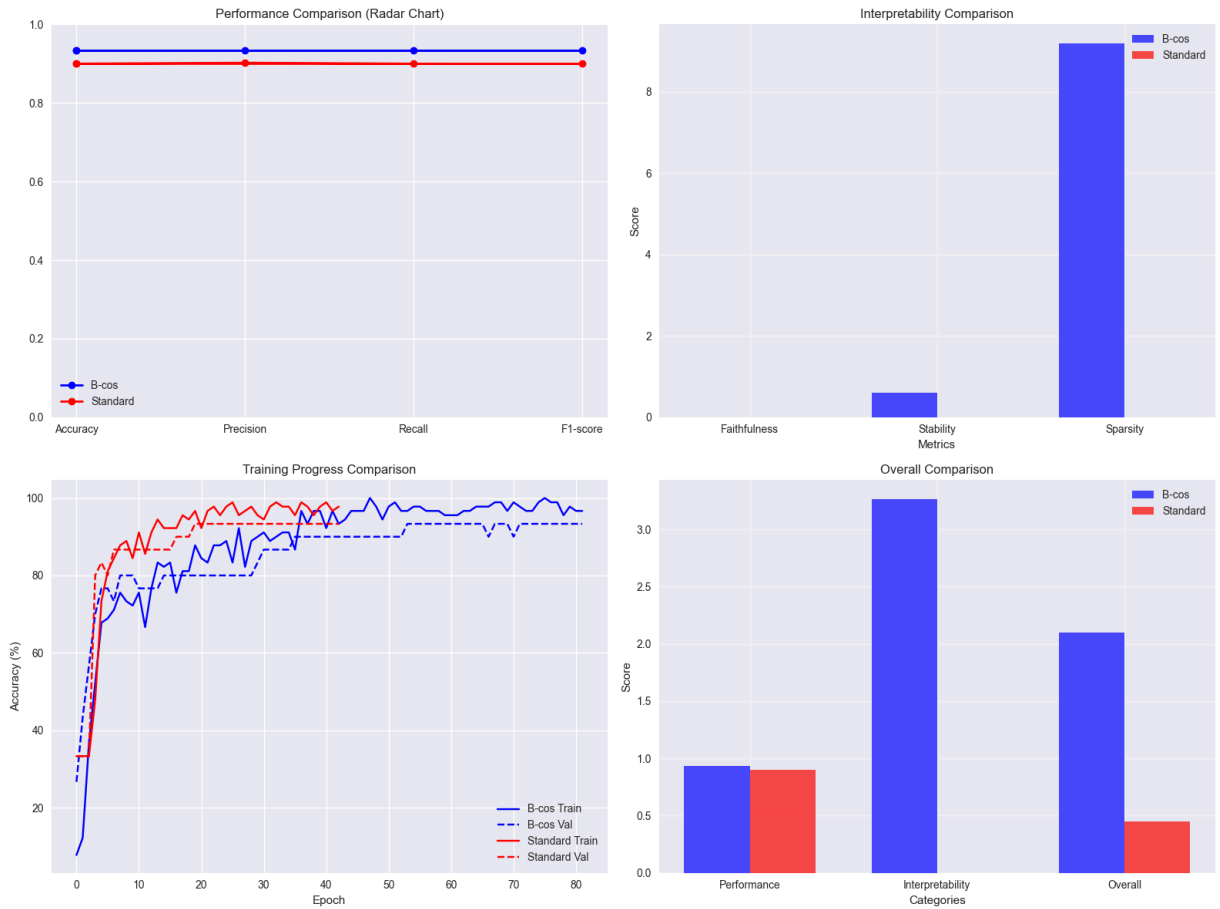 Performance Comparison (Radar Chart)
1.0
0.8
0.6
0.4
0.2
0.0
B-cos
Standard
Accuracy Precision Recall F1-score
Interpretability Comparison
B-cos
Standard
8
6
4
2
0
Score
Faithfulness Stability Sparsity
Metrics
Training Progress Comparison
100
80
60
40
20
Accuracy (%)
B-cos Train
B-cos Val
Standard Train
Standard Val
0 10 20 30 40 50 60 70 80
Epoch
Overall Comparison
B-cos
Standard
3.0
2.5
2.0
1.5
1.0
0.5
0.0
Score
Performance Interpretability Overall
Categories